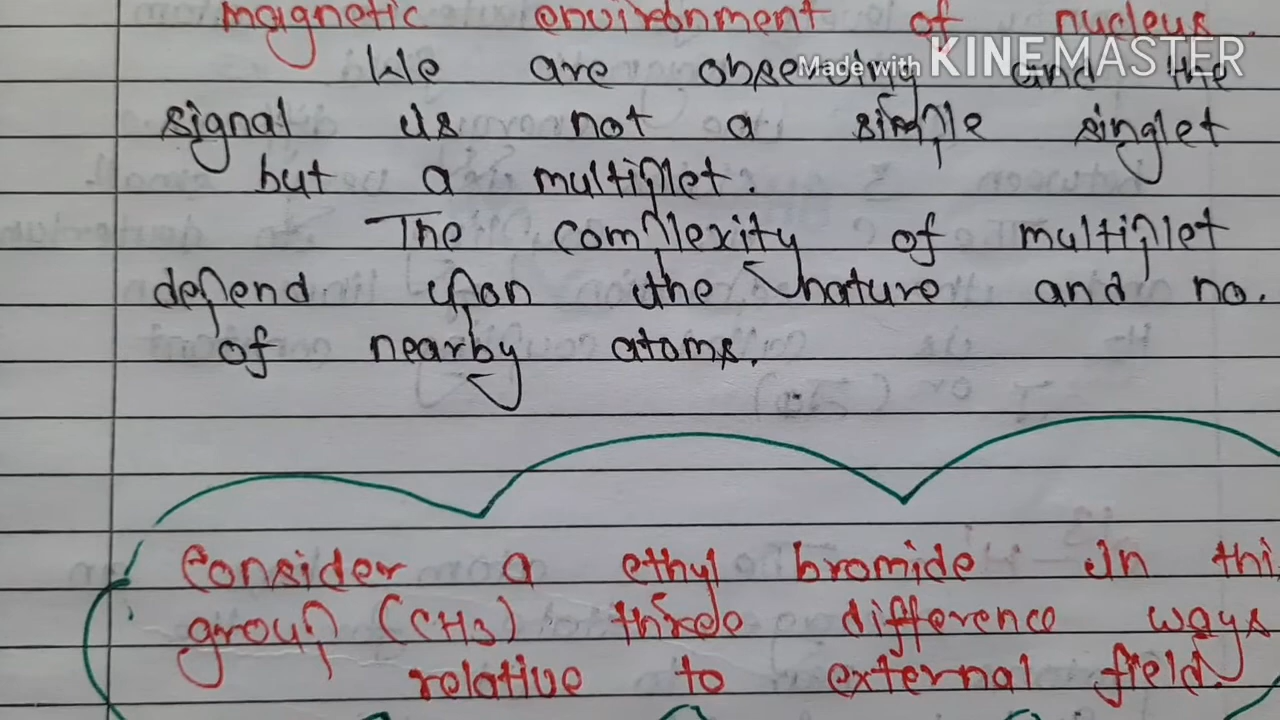 magnetic environment of nucleus.
Made with KINEMASTER
We are observing and the
signal is not a simple singlet
but a multiplet.
The complexity of multiplet
depend upon the nature and no.
of nearby atoms.
Consider a ethyl bromide In thi
group (CH3) three difference ways
relative to external field.